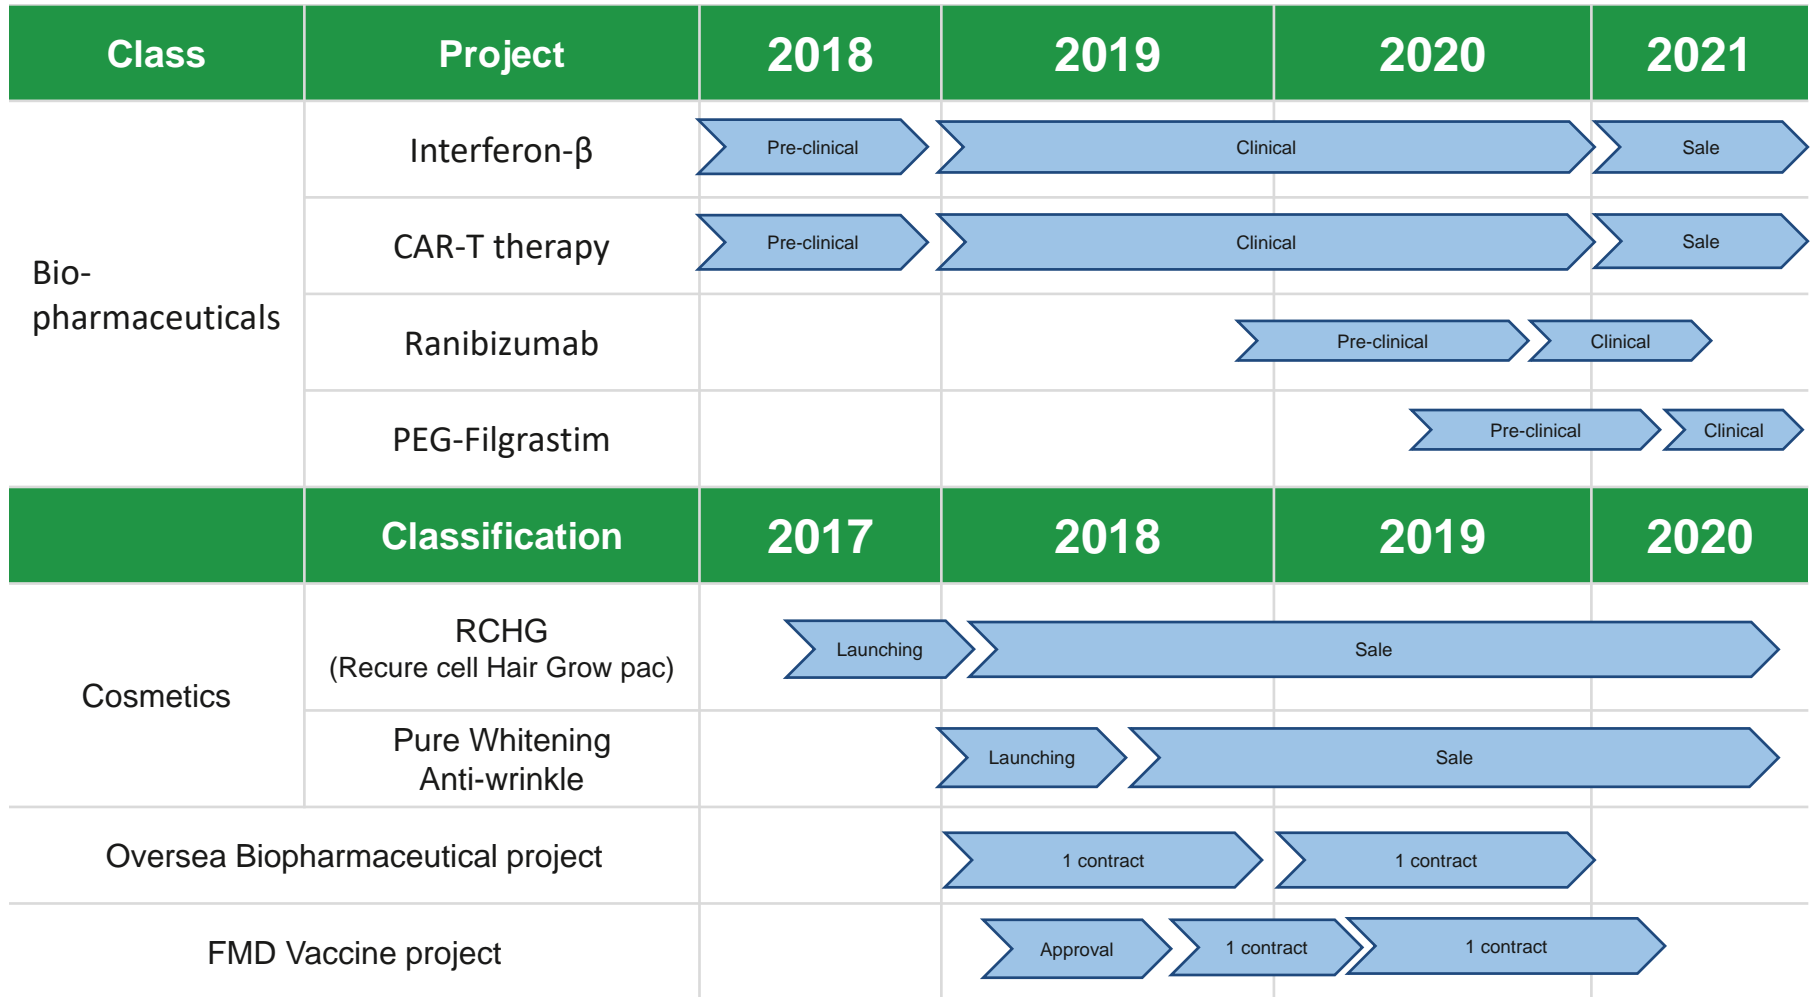 Class Project 2018 2019 2020 2021
Bio-
pharmaceuticals
Interferon-β Pre-clinical Clinical Sale
CAR-T therapy Pre-clinical Clinical Sale
Ranibizumab Pre-clinical Clinical
PEG-Filgrastim Pre-clinical Clinical
Classification 2017 2018 2019 2020
Cosmetics
RCHG
(Recure cell Hair Grow pac)
Launching Sale
Pure Whitening
Anti-wrinkle
Launching Sale
Oversea Biopharmaceutical project 1 contract 1 contract
FMD Vaccine project Approval 1 contract 1 contract